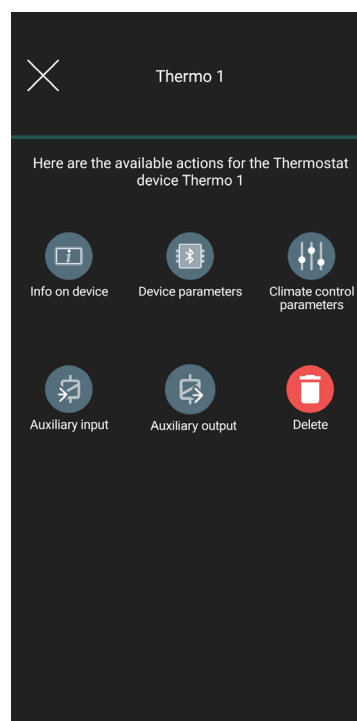 Thermo 1
Here are the available actions for the Thermostat
device Thermo 1
Info on device
Device parameters
Climate control
parameters
Auxiliary input
Auxiliary output
Delete